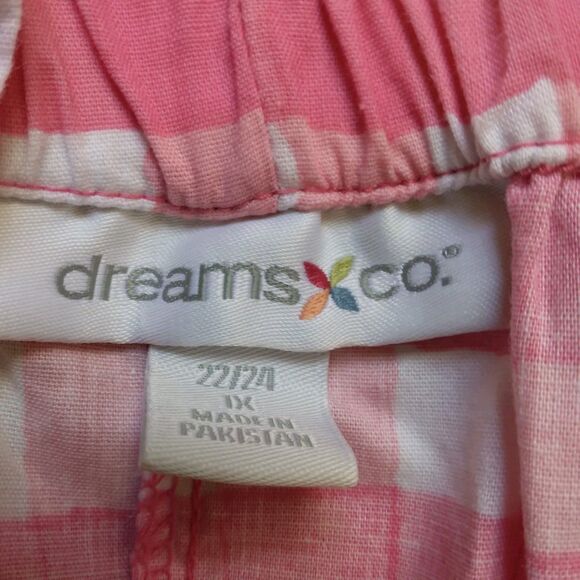 dreams co.®
22/24
1X
MADE IN
PAKISTAN